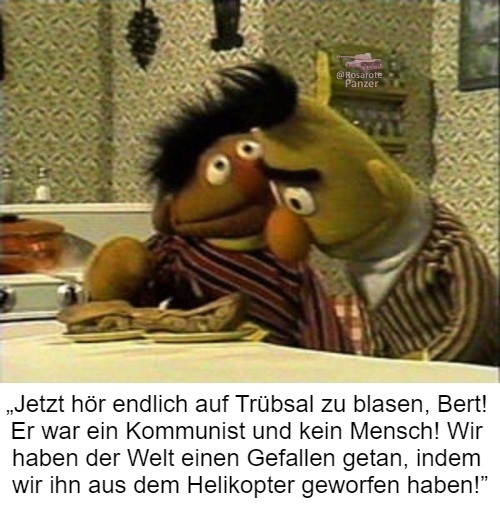 @Rosarote
Panzer
„Jetzt hör endlich auf Trübsal zu blasen, Bert!
Er war ein Kommunist und kein Mensch! Wir
haben der Welt einen Gefallen getan, indem
wir ihn aus dem Helikopter geworfen haben!”